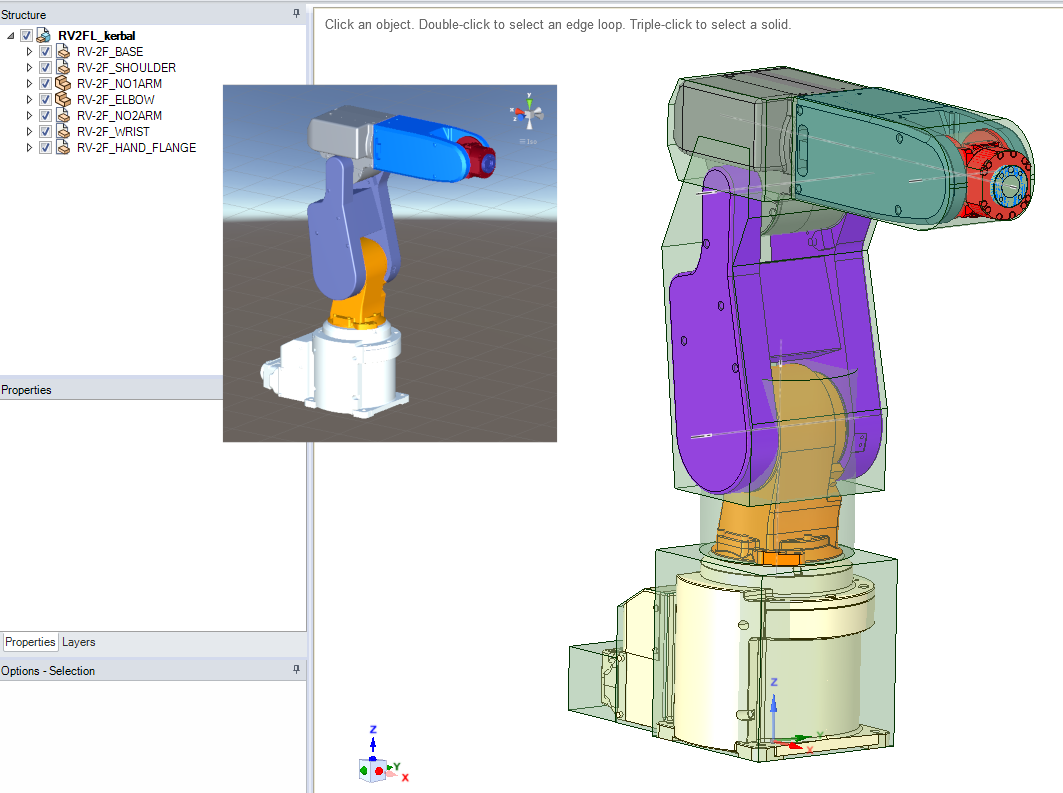 Structure
RV2FL_kerbal
RV-2F_BASE
RV-2F_SHOULDER
RV-2F_NO1ARM
RV-2F_ELBOW
RV-2F_NO2ARM
RV-2F_WRIST
RV-2F_HAND_FLANGE
Properties
Properties Layers
Options - Selection
Click an object. Double-click to select an edge loop. Triple-click to select a solid.
y
x
z
Iso
Z
Y
X
Z
Y
X